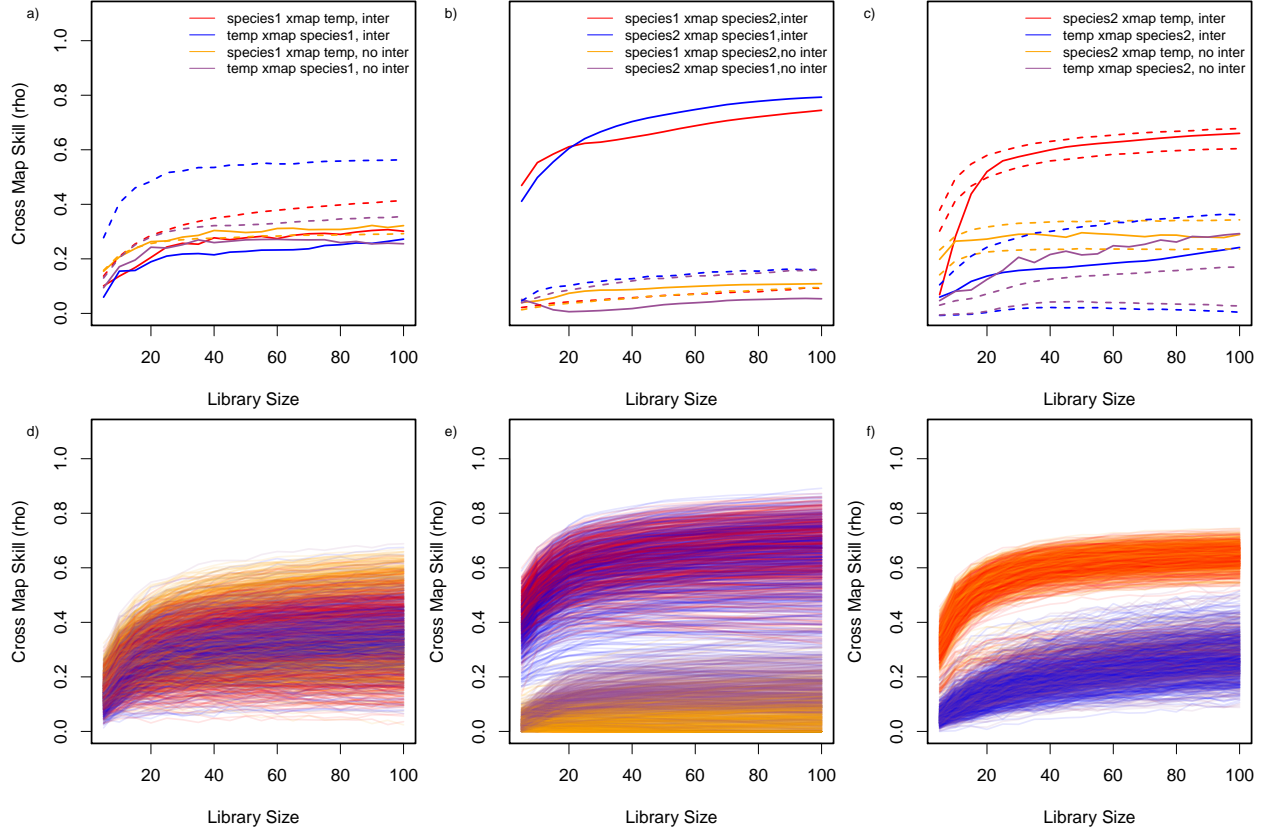 a)
species1 xmap temp, inter
temp xmap species1, inter
species1 xmap temp, no inter
temp xmap species1, no inter
Cross Map Skill (rho)
0.0 0.2 0.4 0.6 0.8 1.0
20 40 60 80 100
Library Size
b)
species1 xmap species2,inter
species2 xmap species1,inter
species1 xmap species2,no inter
species2 xmap species1,no inter
20 40 60 80 100
Library Size
c)
species2 xmap temp, inter
temp xmap species2, inter
species2 xmap temp, no inter
temp xmap species2, no inter
20 40 60 80 100
Library Size
d)
Cross Map Skill (rho)
0.0 0.2 0.4 0.6 0.8 1.0
20 40 60 80 100
Library Size
e)
Cross Map Skill (rho)
0.0 0.2 0.4 0.6 0.8 1.0
20 40 60 80 100
Library Size
f)
Cross Map Skill (rho)
0.0 0.2 0.4 0.6 0.8 1.0
20 40 60 80 100
Library Size